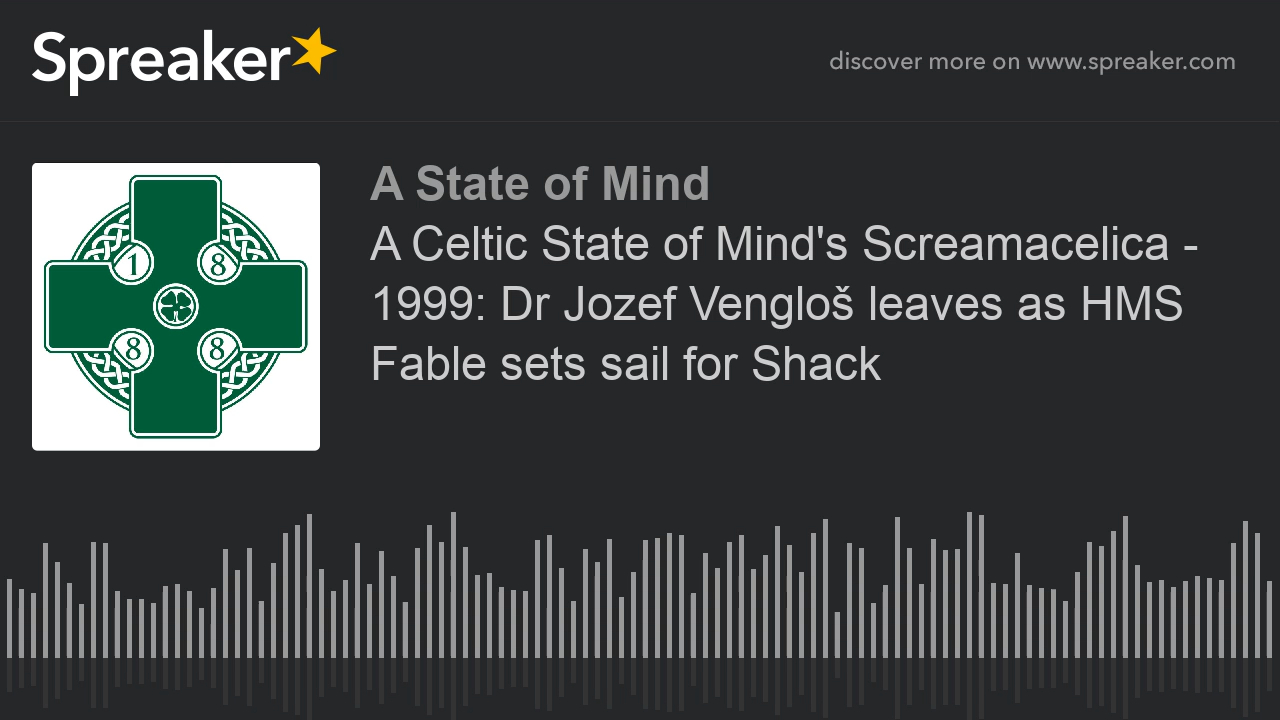 Spreaker
discover more on www.spreaker.com
A State of Mind
A Celtic State of Mind's Screamacelica -
1999: Dr Jozef Vengloš leaves as HMS
Fable sets sail for Shack
1 8
8 8